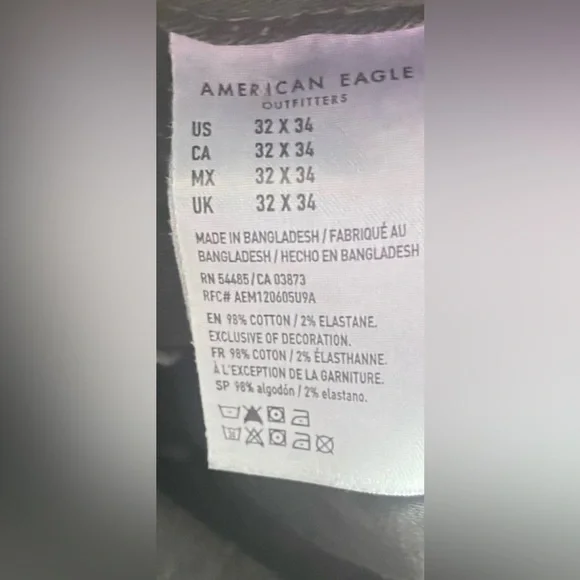 AMERICAN EAGLE
OUTFITTERS
US 32 X 34
CA 32 X 34
MX 32 X 34
UK 32 X 34
MADE IN BANGLADESH / FABRIQUÉ AU
BANGLADESH / HECHO EN BANGLADESH
RN 54485/CA 03873
RFC# AEM120605U9A
EN 98% COTTON / 2% ELASTANE.
EXCLUSIVE OF DECORATION.
FR 98% COTON / 2% ÉLASTHANNE.
À L'EXCEPTION DE LA GARNITURE.
SP 98% algodón / 2% elastano.